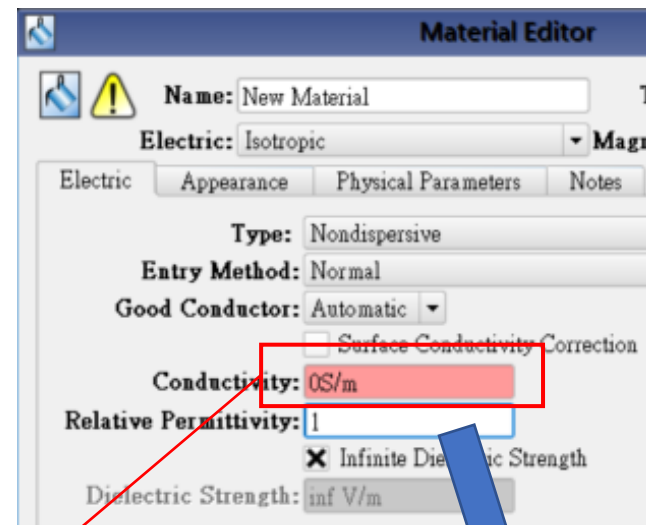 Material Editor
Name: New Material
Electric: Isotropic Mag
Electric Appearance Physical Parameters Notes
Type: Nondispersive
Entry Method: Normal
Good Conductor: Automatic
Surface Conductivity Correction
Conductivity: 0S/m
Relative Permittivity: 1
Infinite Dielectric Strength
Dielectric Strength: inf V/m